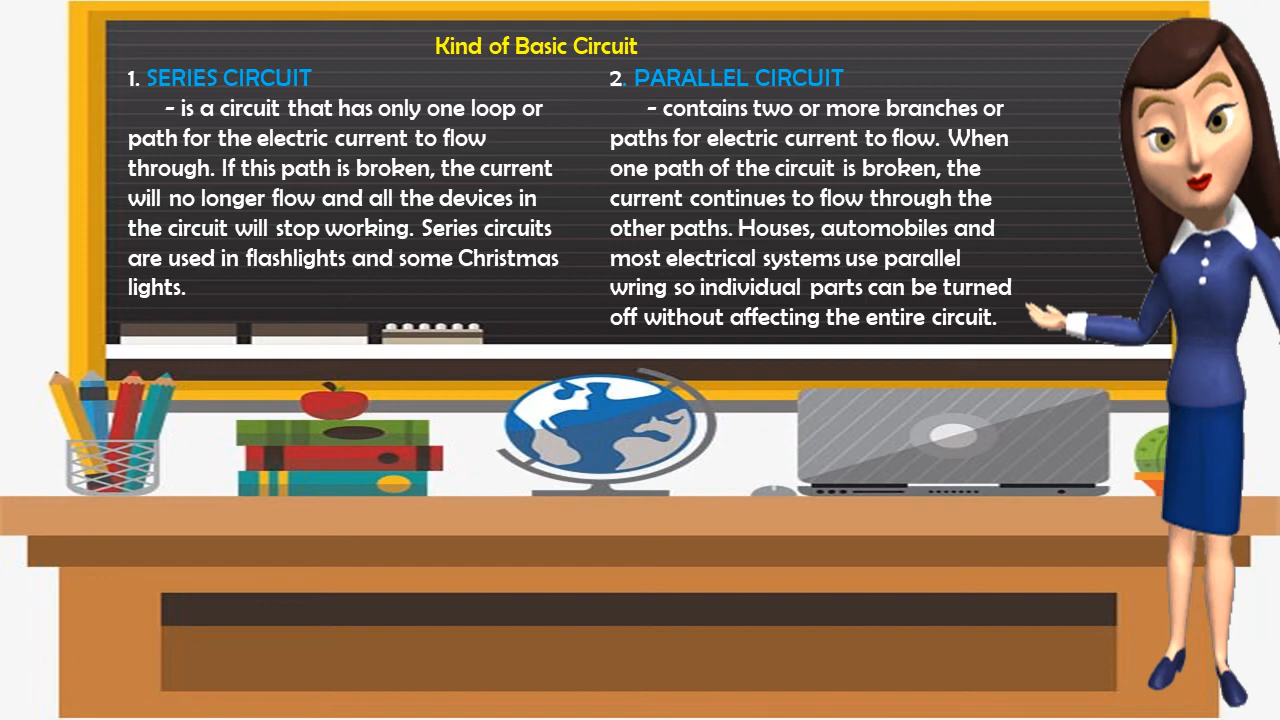 Kind of Basic Circuit
1. SERIES CIRCUIT
- is a circuit that has only one loop or
path for the electric current to flow
through. If this path is broken, the current
will no longer flow and all the devices in
the circuit will stop working. Series circuits
are used in flashlights and some Christmas
lights.
2. PARALLEL CIRCUIT
- contains two or more branches or
paths for electric current to flow. When
one path of the circuit is broken, the
current continues to flow through the
other paths. Houses, automobiles and
most electrical systems use parallel
wring so individual parts can be turned
off without affecting the entire circuit.